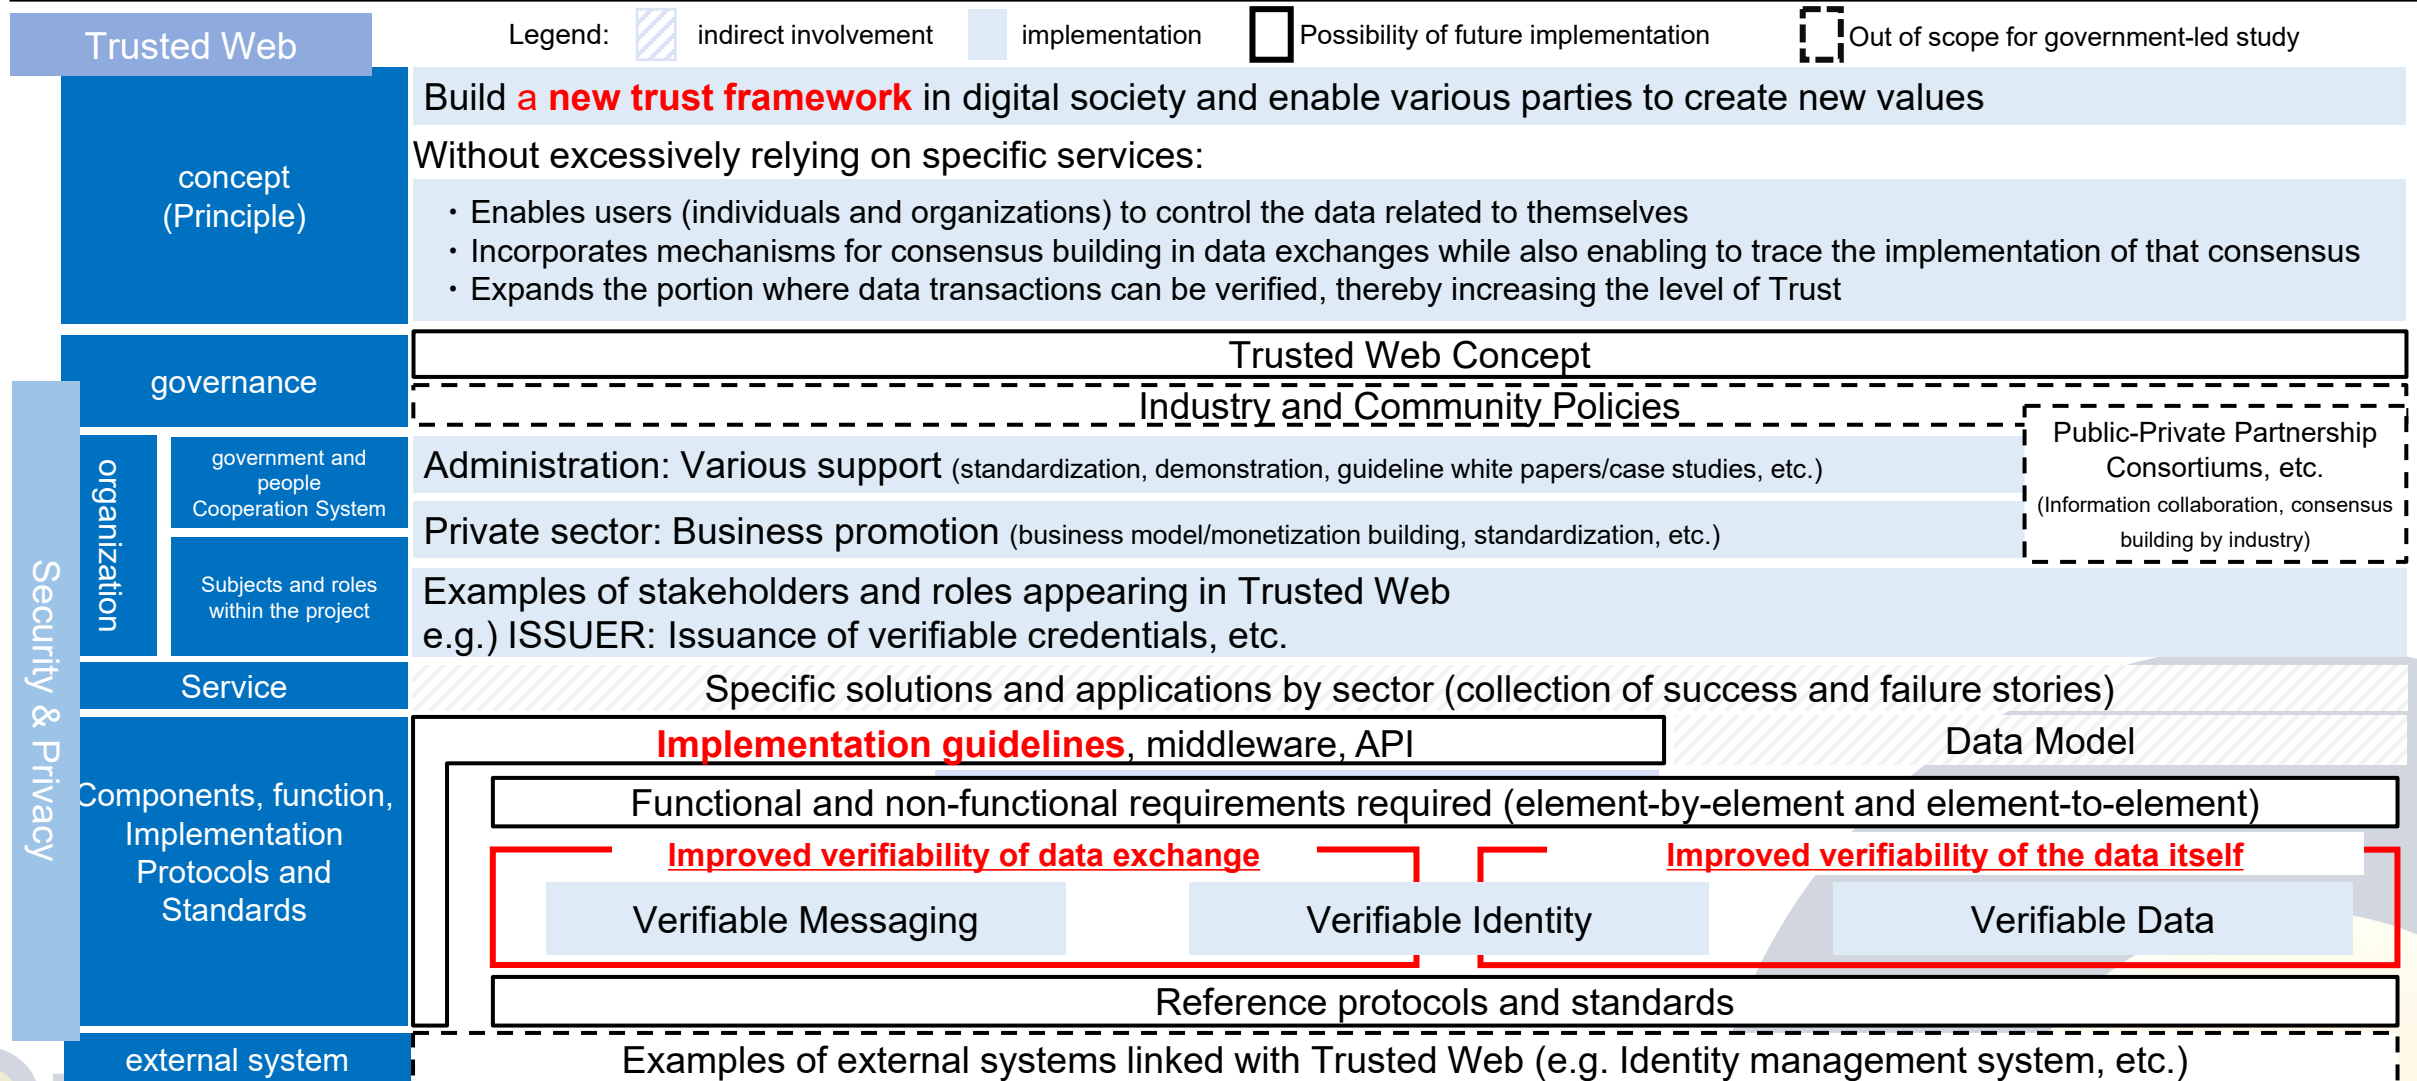 Trusted Web
Legend:
indirect involvement
implementation
Possibility of future implementation
Out of scope for government-led study
concept
(Principle)
Build a new trust framework in digital society and enable various parties to create new values
Without excessively relying on specific services:
・Enables users (individuals and organizations) to control the data related to themselves
・Incorporates mechanisms for consensus building in data exchanges while also enabling to trace the implementation of that consensus
・Expands the portion where data transactions can be verified, thereby increasing the level of Trust
governance
Trusted Web Concept
Industry and Community Policies
Security & Privacy
organization
government and
people
Cooperation System
Administration: Various support (standardization, demonstration, guideline white papers/case studies, etc.)
Private sector: Business promotion (business model/monetization building, standardization, etc.)
Public-Private Partnership
Consortiums, etc.
(Information collaboration, consensus
building by industry)
Subjects and roles
within the project
Examples of stakeholders and roles appearing in Trusted Web
e.g.) ISSUER: Issuance of verifiable credentials, etc.
Service
Specific solutions and applications by sector (collection of success and failure stories)
Components, function,
Implementation
Protocols and
Standards
Implementation guidelines, middleware, API
Data Model
Functional and non-functional requirements required (element-by-element and element-to-element)
Improved verifiability of data exchange
Improved verifiability of the data itself
Verifiable Messaging
Verifiable Identity
Verifiable Data
Reference protocols and standards
external system
Examples of external systems linked with Trusted Web (e.g. Identity management system, etc.)